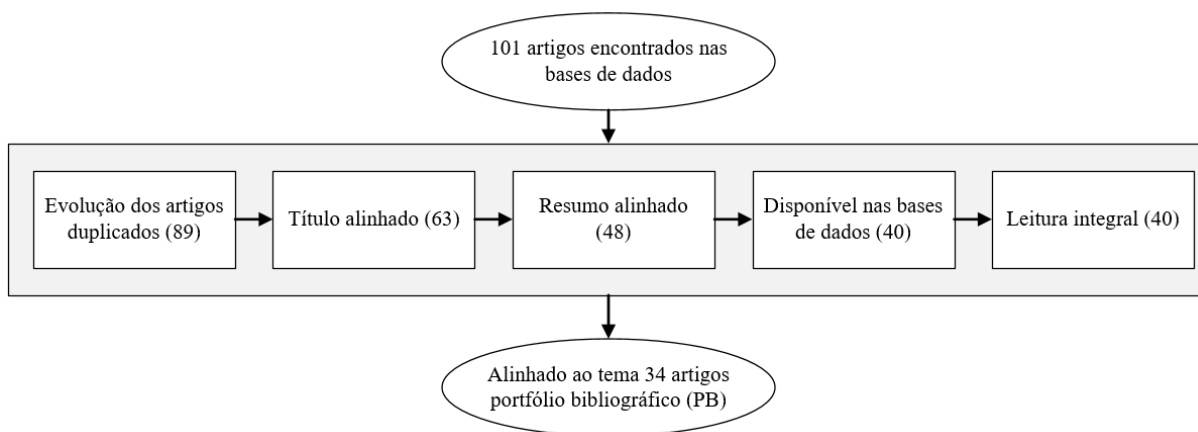 101 artigos encontrados nas
bases de dados
Evolução dos artigos
duplicados (89)
Título alinhado (63)
Resumo alinhado
(48)
Disponível nas bases
de dados (40)
Leitura integral (40)
Alinhado ao tema 34 artigos
portfólio bibliográfico (PB)